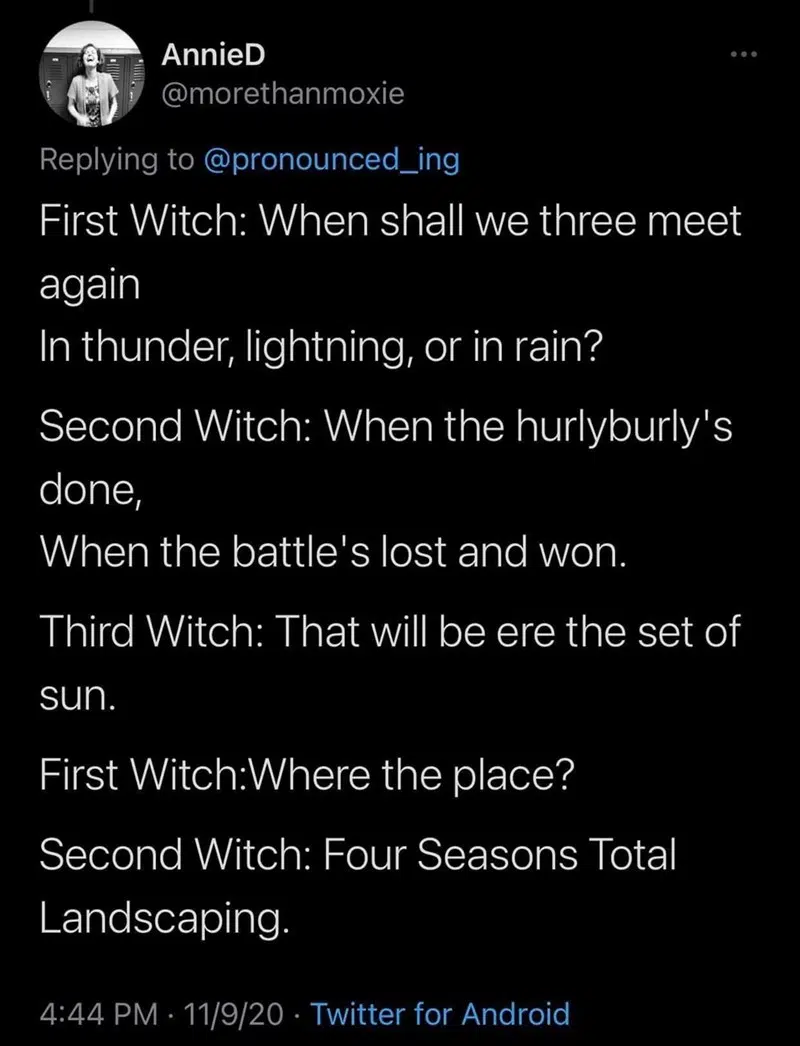 AnnieD
@morethanmoxie
Replying to @pronounced_ing
First Witch: When shall we three meet
again
In thunder, lightning, or in rain?
Second Witch: When the hurlyburly's
done,
When the battle's lost and won.
Third Witch: That will be ere the set of
sun.
First Witch:Where the place?
Second Witch: Four Seasons Total
Landscaping.
4:44 PM · 11/9/20 · Twitter for Android